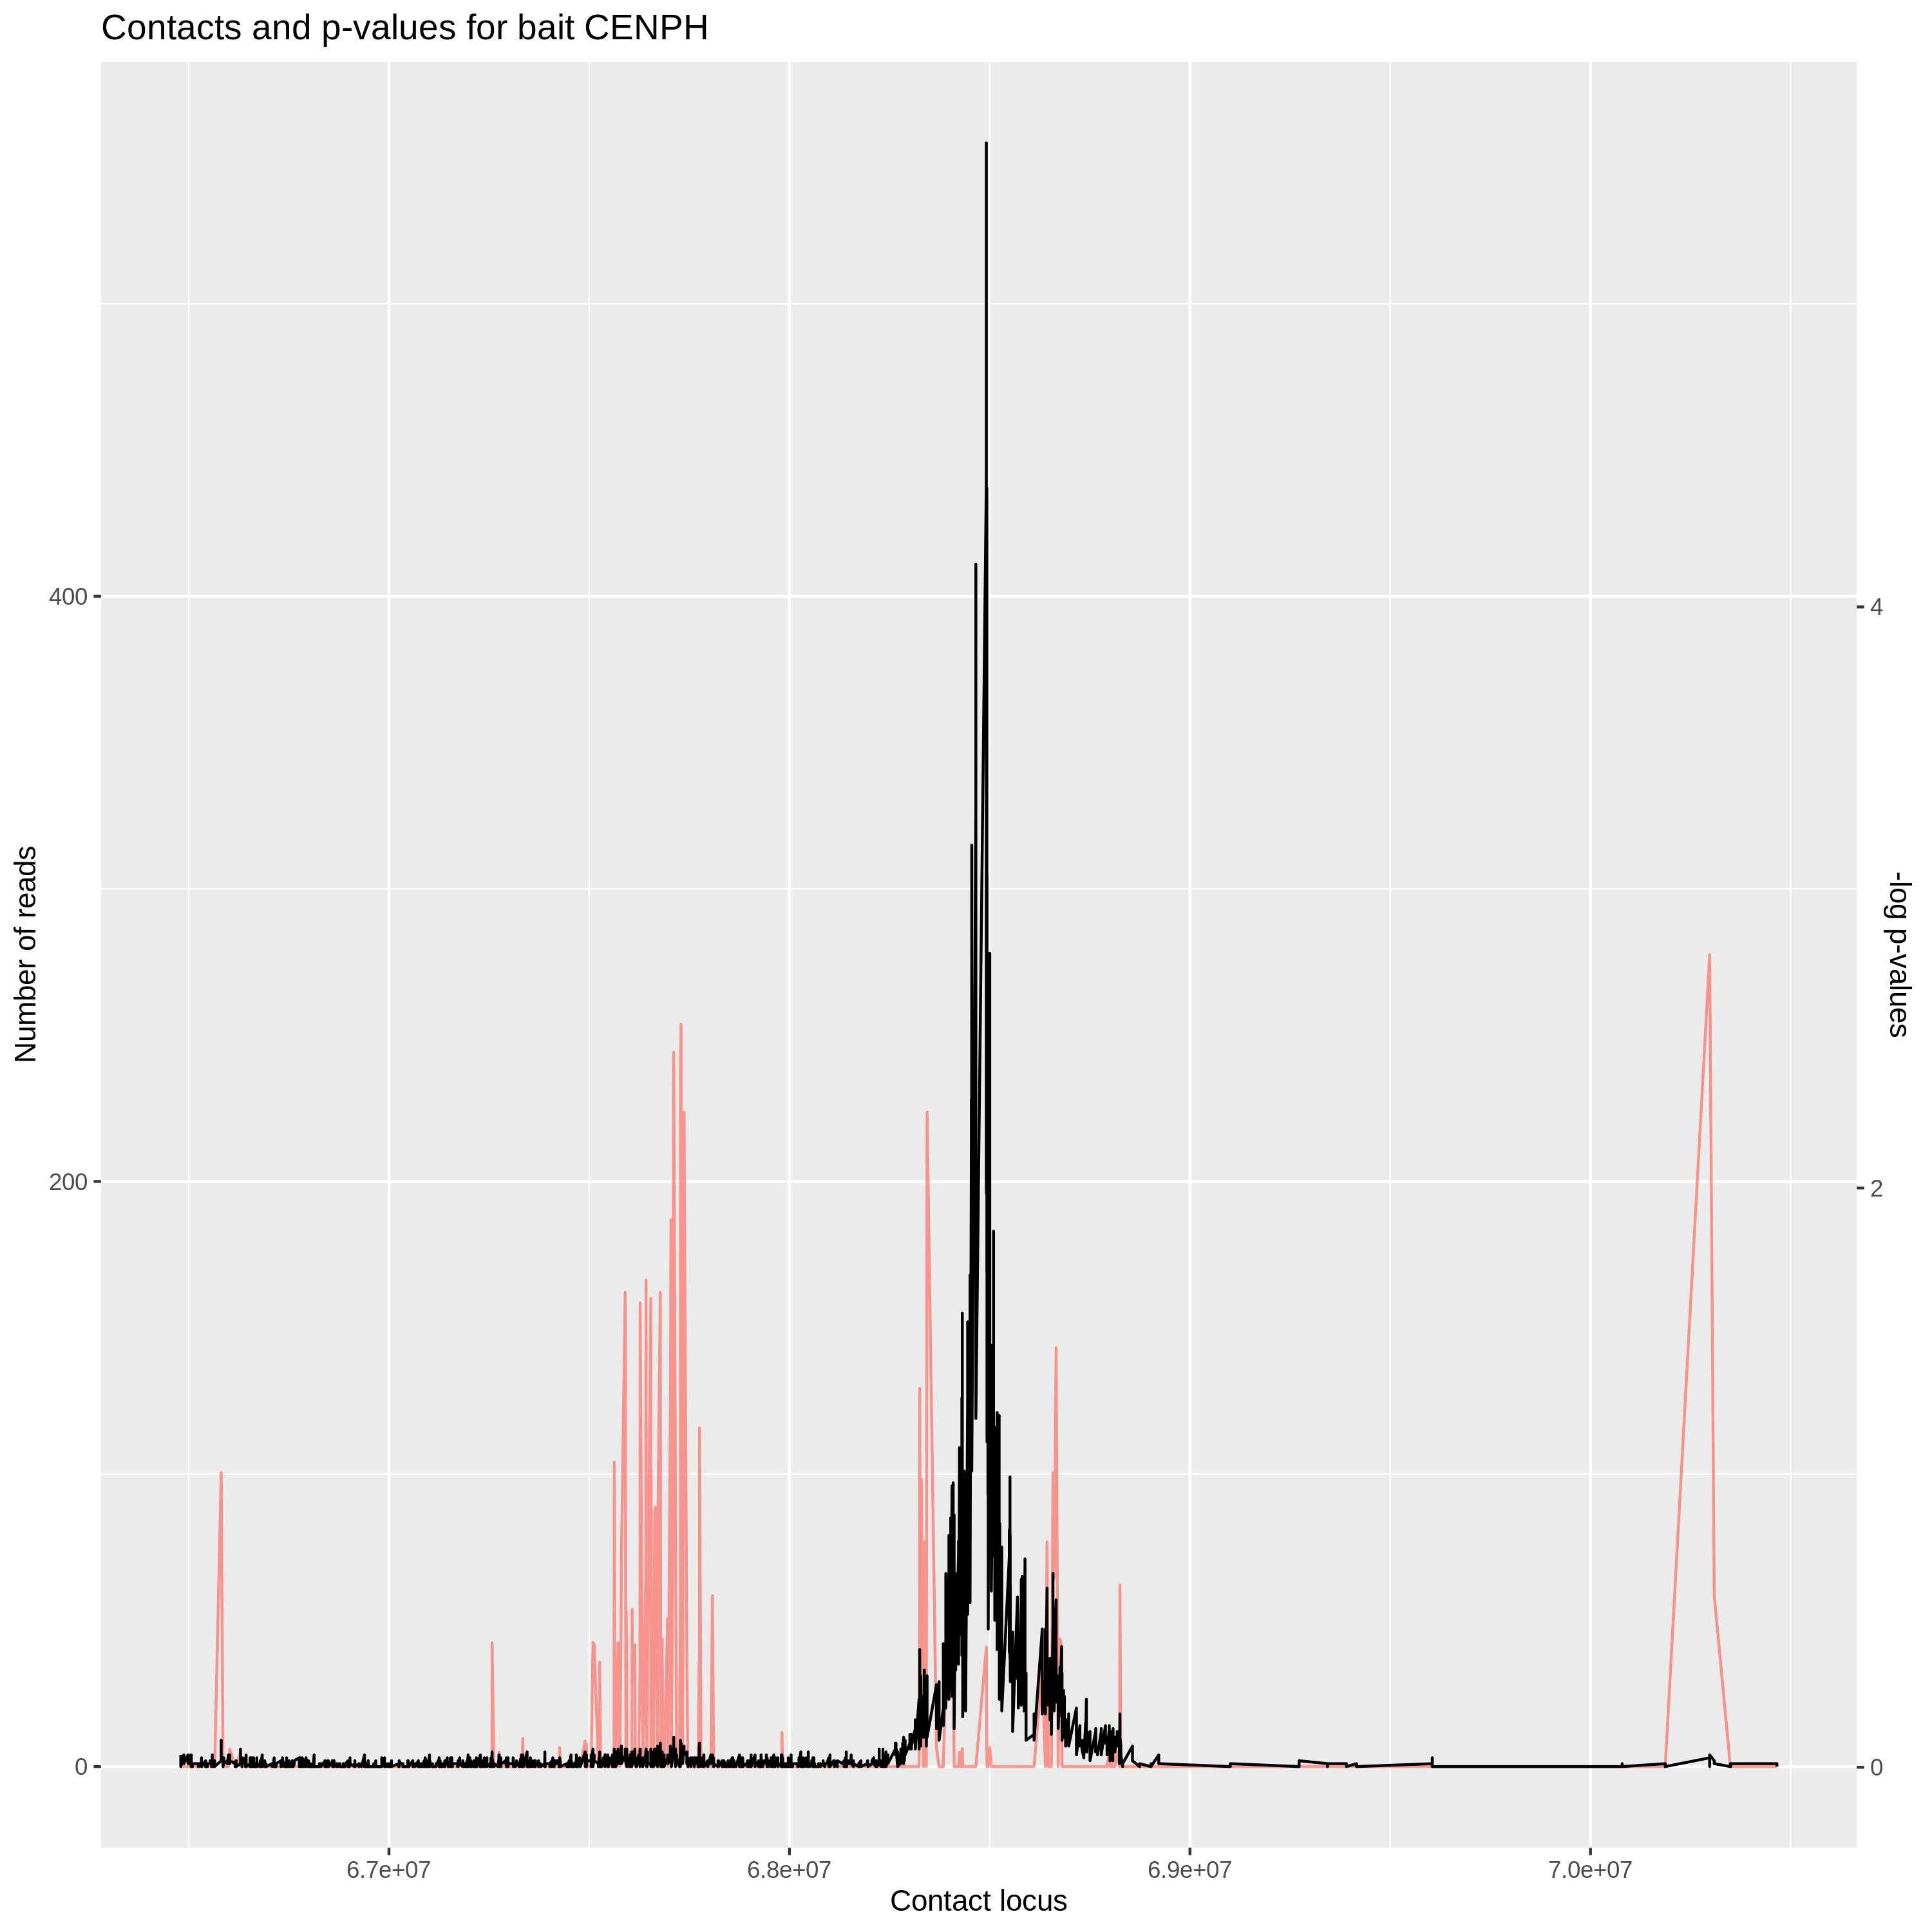 Contacts and p-values for bait CENPH
Number of reads
400
200
0
4
2
0
-log p-values
6.7e+07
6.8e+07
6.9e+07
7.0e+07
Contact locus